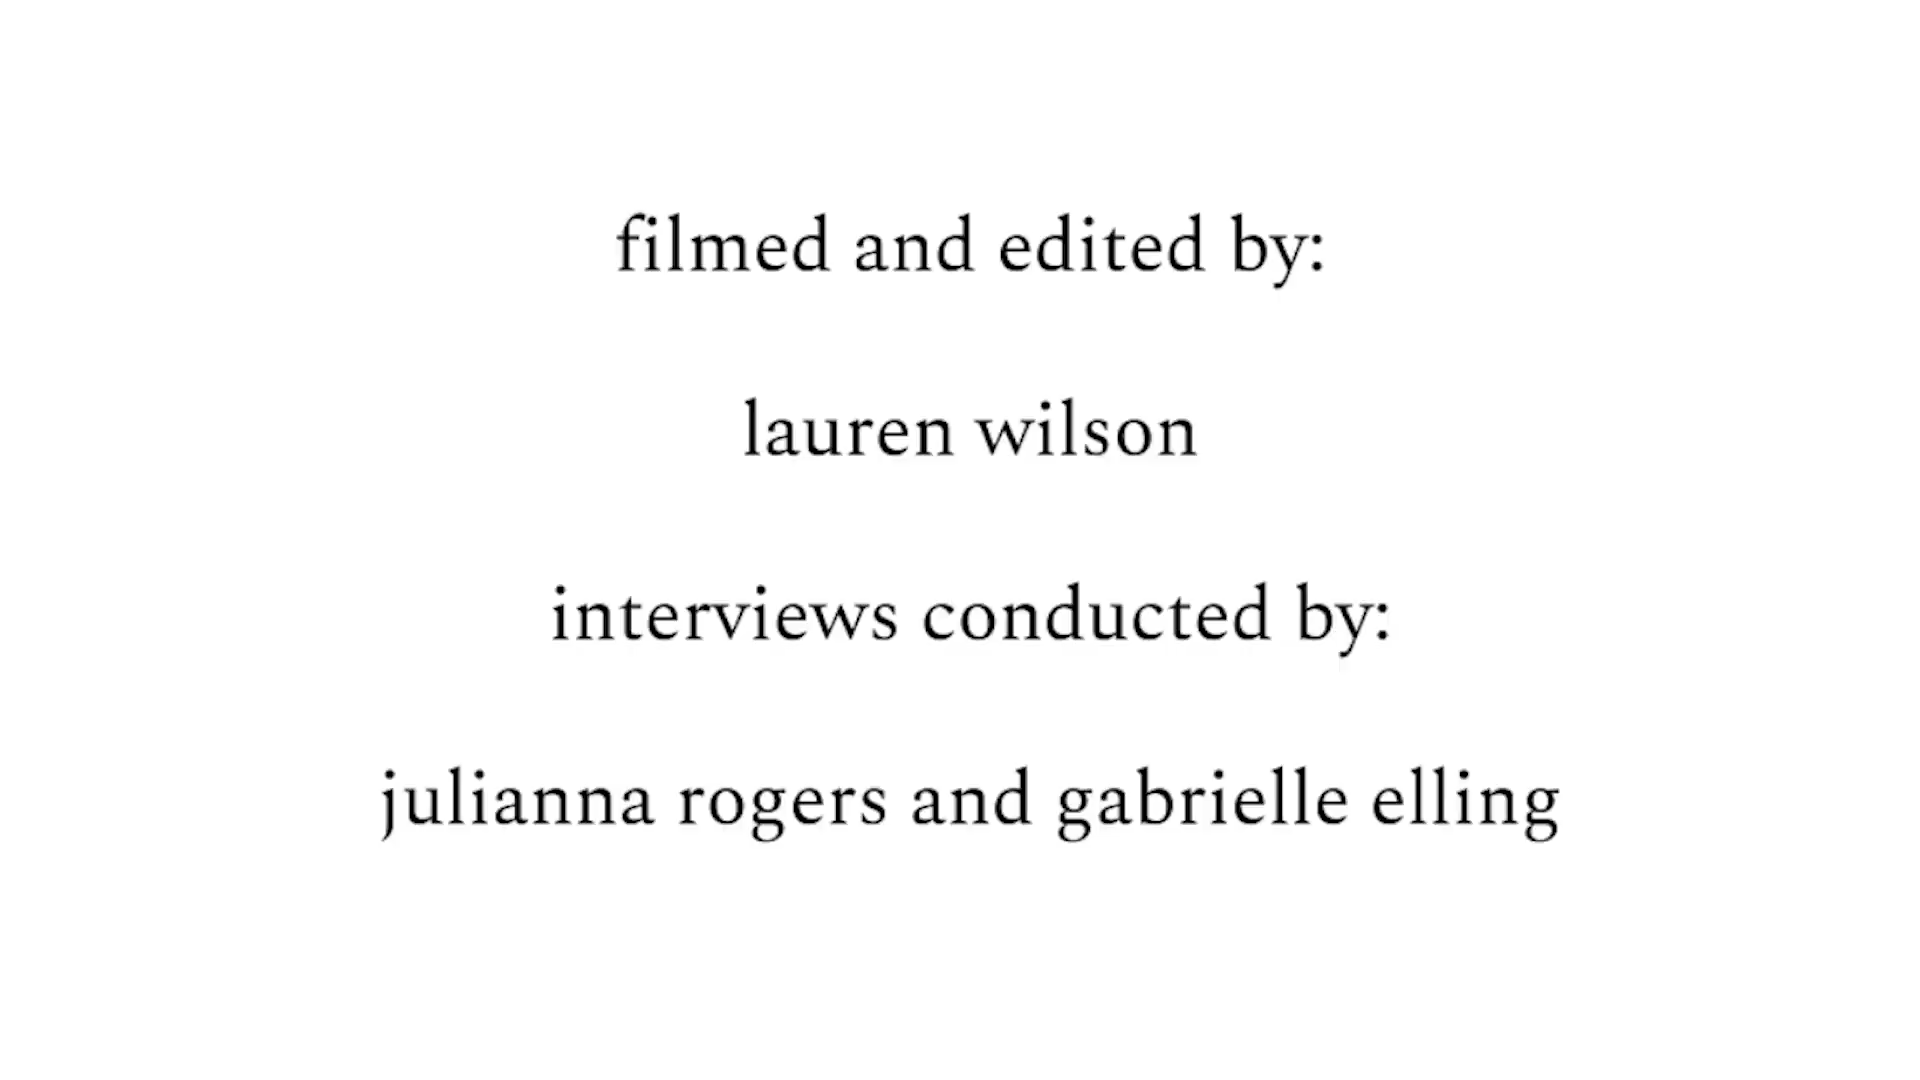 filmed and edited by:
lauren wilson
interviews conducted by:
julianna rogers and gabrielle elling